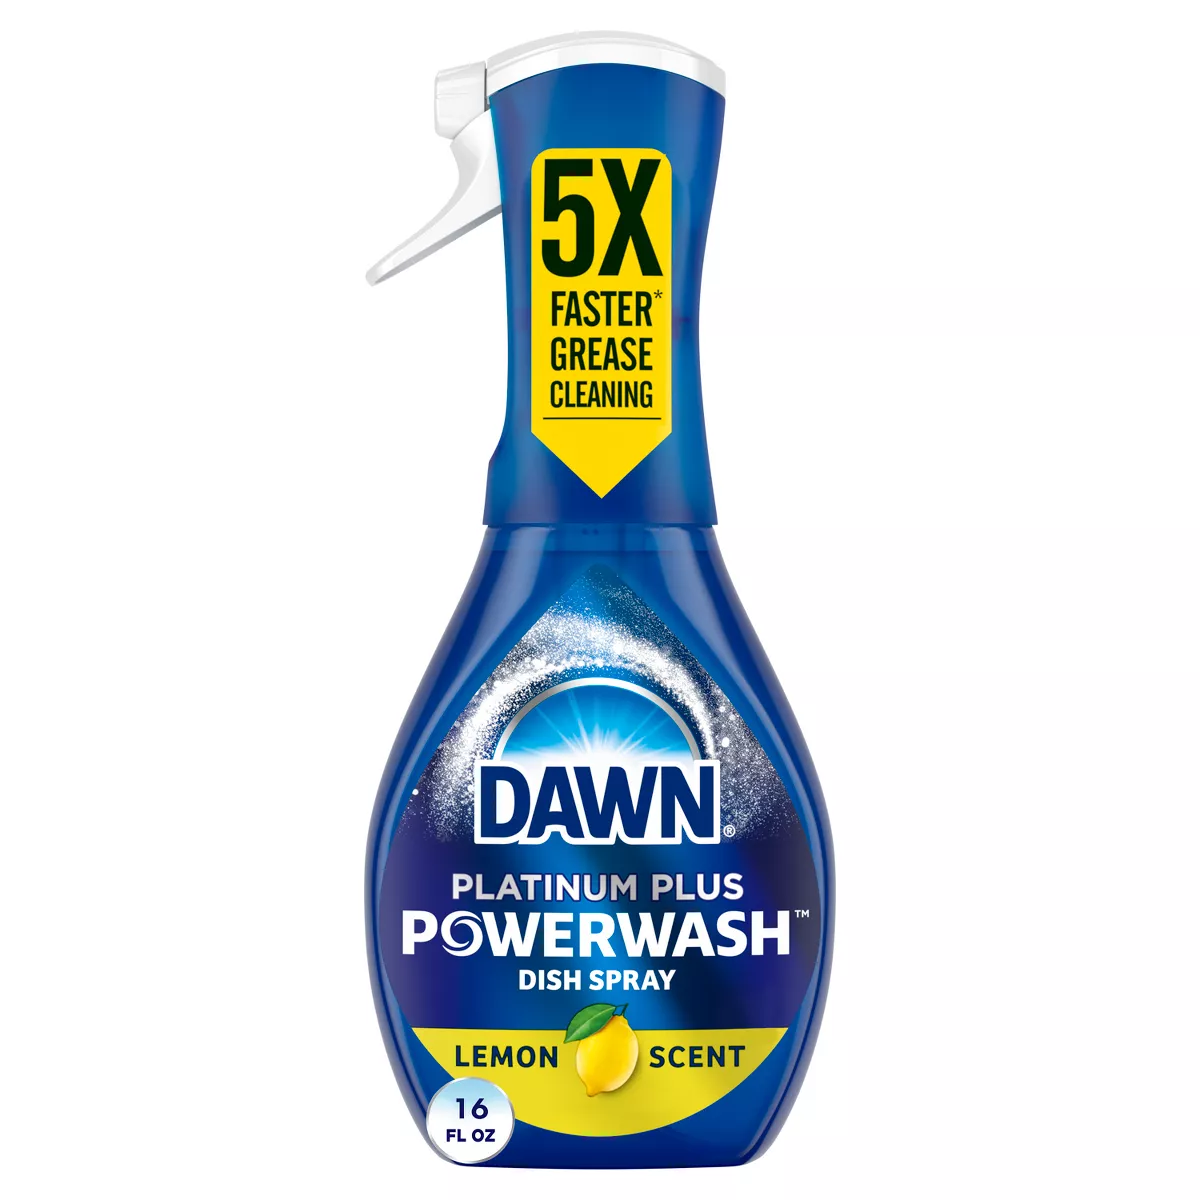 5X
FASTER*
GREASE
CLEANING
DAWN®
PLATINUM PLUS
POWERWASH™
DISH SPRAY
LEMON SCENT
16
FL OZ